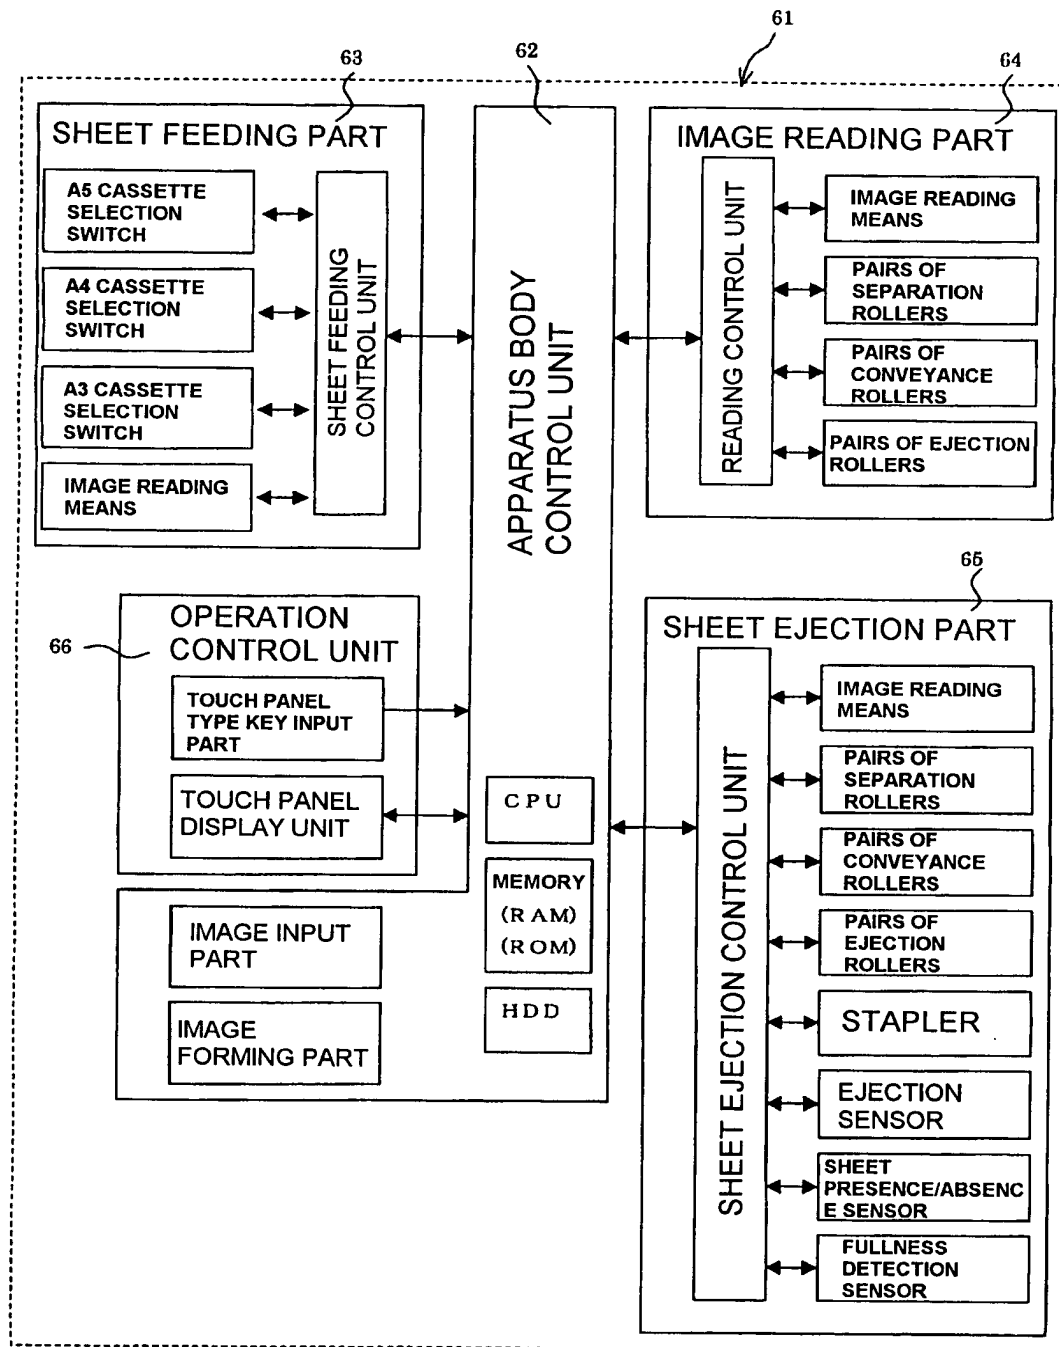 61
63
62
64
SHEET FEEDING PART
A5 CASSETTE
SELECTION
SWITCH
A4 CASSETTE
SELECTION
SWITCH
A3 CASSETTE
SELECTION
SWITCH
IMAGE READING
MEANS
SHEET FEEDING
CONTROL UNIT
APPARATUS BODY
CONTROL UNIT
IMAGE READING PART
READING CONTROL UNIT
IMAGE READING
MEANS
PAIRS OF
SEPARATION
ROLLERS
PAIRS OF
CONVEYANCE
ROLLERS
PAIRS OF EJECTION
ROLLERS
66
OPERATION
CONTROL UNIT
TOUCH PANEL
TYPE KEY INPUT
PART
TOUCH PANEL
DISPLAY UNIT
IMAGE INPUT
PART
IMAGE
FORMING PART
CPU
MEMORY
(RAM)
(ROM)
HDD
65
SHEET EJECTION PART
SHEET EJECTION CONTROL UNIT
IMAGE READING
MEANS
PAIRS OF
SEPARATION
ROLLERS
PAIRS OF
CONVEYANCE
ROLLERS
PAIRS OF
EJECTION
ROLLERS
STAPLER
EJECTION
SENSOR
SHEET
PRESENCE/ABSENC
E SENSOR
FULLNESS
DETECTION
SENSOR